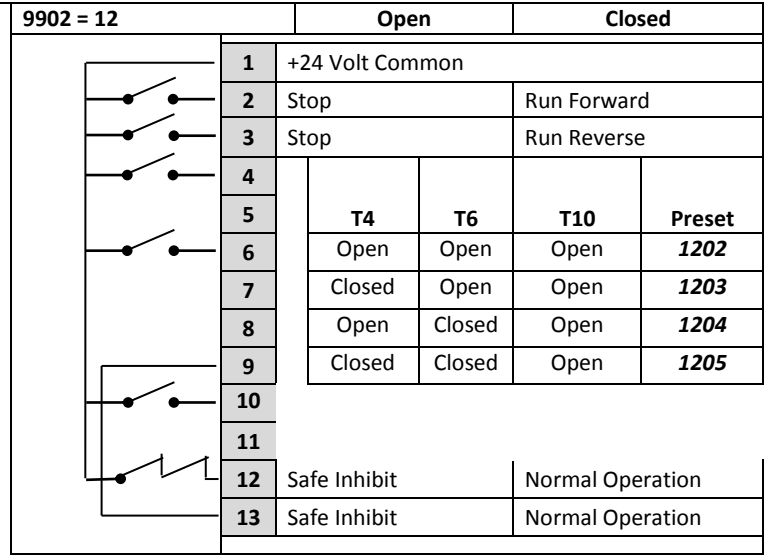 9902 = 12 Open Closed
1 +24 Volt Common
2 Stop Run Forward
3 Stop Run Reverse
4
5 T4 T6 T10 Preset
6 Open Open Open 1202
7 Closed Open Open 1203
8 Open Closed Open 1204
9 Closed Closed Open 1205
10
11
12 Safe Inhibit Normal Operation
13 Safe Inhibit Normal Operation